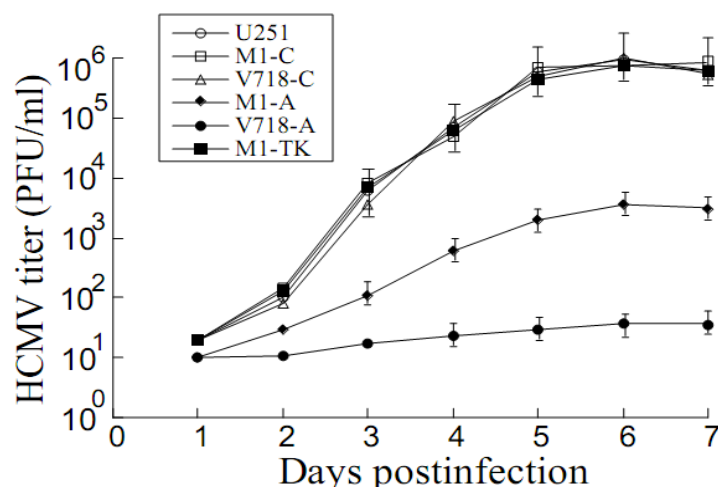 U251
M1-C
V718-C
M1-A
V718-A
M1-TK
HCMV titer (PFU/ml)
10^6
10^5
10^4
10^3
10^2
10^1
10^0
0 1 2 3 4 5 6 7
Days postinfection